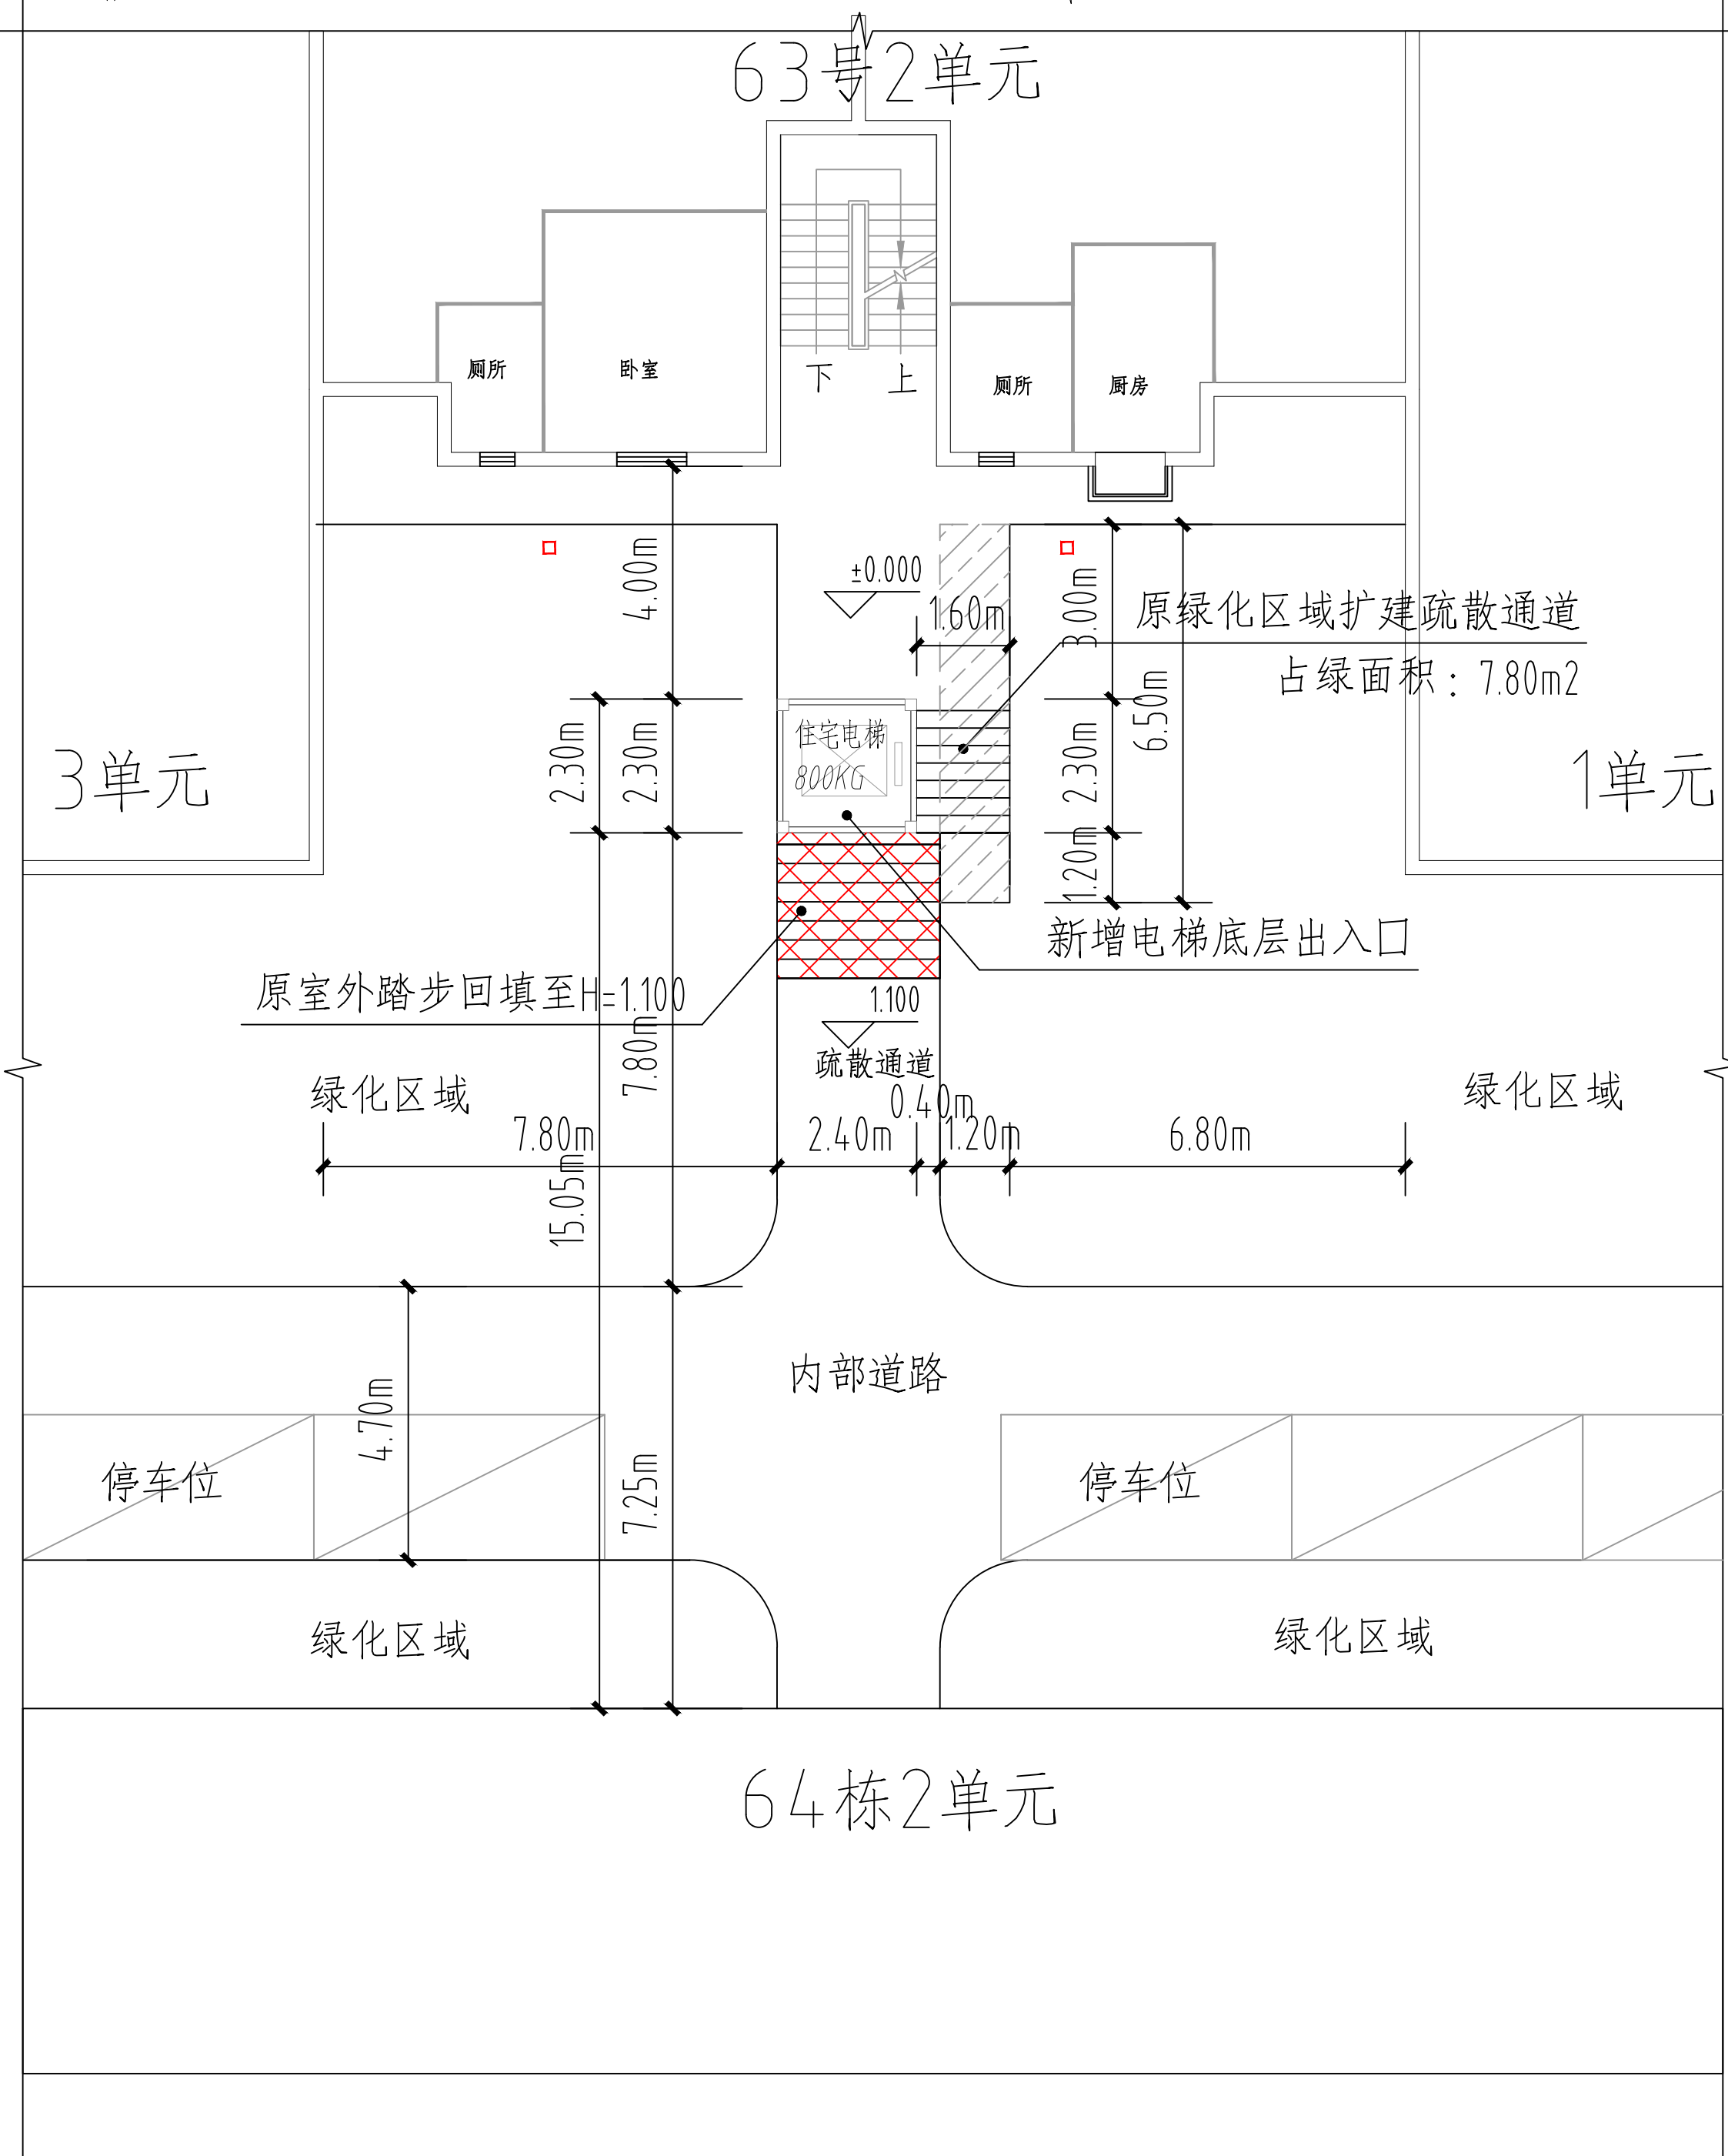 63号2单元
厕所
卧室
下
上
厕所
厨房
4.00m
±0.000
1.60m
3.00m
原绿化区域扩建疏散通道
占绿面积：7.80m2
6.50m
3单元
2.30m
2.30m
住宅电梯
800KG
2.30m
1单元
1.20m
新增电梯底层出入口
原室外踏步回填至H=1.100
1.100
7.80m
疏散通道
绿化区域
绿化区域
0.40m
7.80m
2.40m
1.20m
6.80m
15.05m
内部道路
4.70m
停车位
7.25m
停车位
绿化区域
绿化区域
64栋2单元